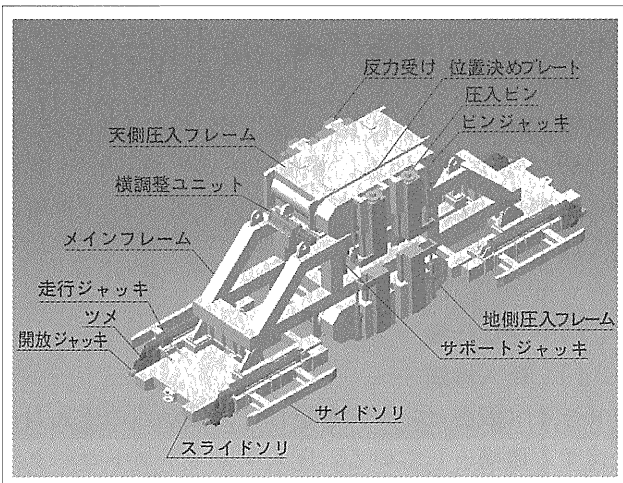 反力受け 位置決めプレート
圧入ピン
天側圧入フレーム ピンジャッキ
横調整ユニット
メインフレーム
走行ジャッキ
ツメ 地側圧入フレーム
開放ジャッキ サポートジャッキ
サイドソリ
スライドソリ